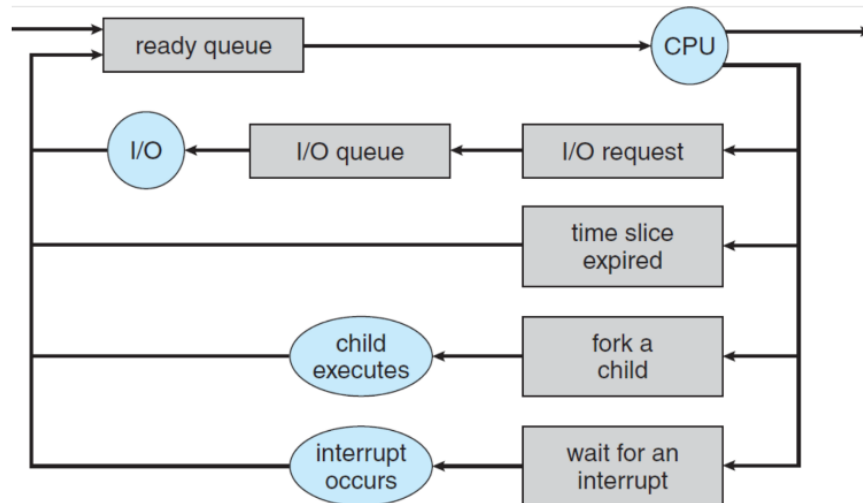 ready queue
CPU
I/O
I/O queue
I/O request
time slice
expired
child
executes
fork a
child
interrupt
occurs
wait for an
interrupt